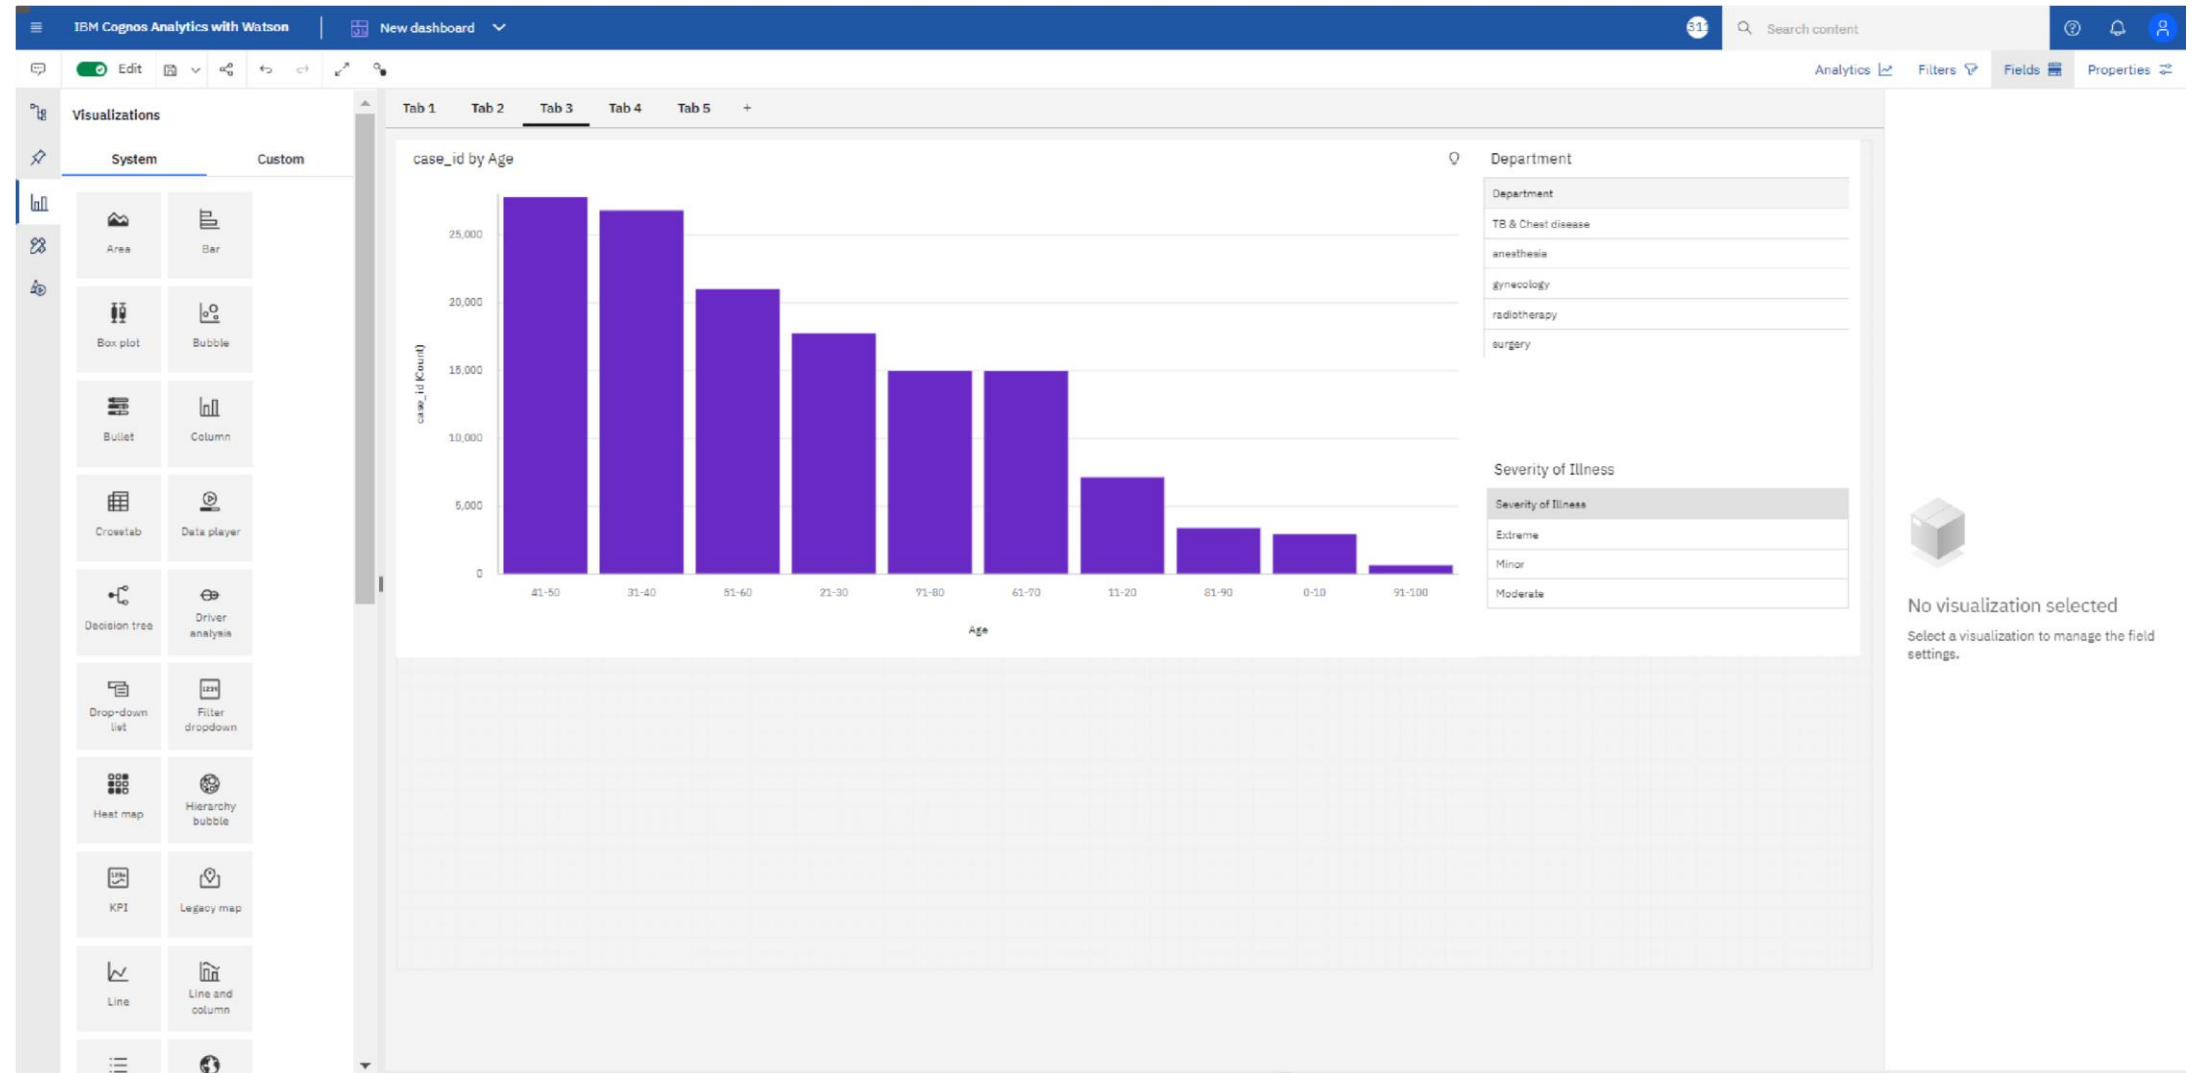 IBM Cognos Analytics with Watson
New dashboard
311
Search content
Edit
Analytics
Filters
Fields
Properties
Visualizations
System
Custom
Area
Bar
Box plot
Bubble
Bullet
Column
Crosstab
Data player
Decision tree
Driver
analysis
Drop-down
list
Filter
dropdown
Heat map
Hierarchy
bubble
KPI
Legacy map
Line
Line and
column
Tab 1
Tab 2
Tab 3
Tab 4
Tab 5
+
case_id by Age
case_id (Count)
25,000
20,000
15,000
10,000
5,000
0
41-50
31-40
51-60
21-30
71-80
61-70
11-20
81-90
0-10
91-100
Age
Department
Department
TB & Chest disease
anesthesia
gynecology
radiotherapy
surgery
Severity of Illness
Severity of Illness
Extreme
Minor
Moderate
No visualization selected
Select a visualization to manage the field
settings.